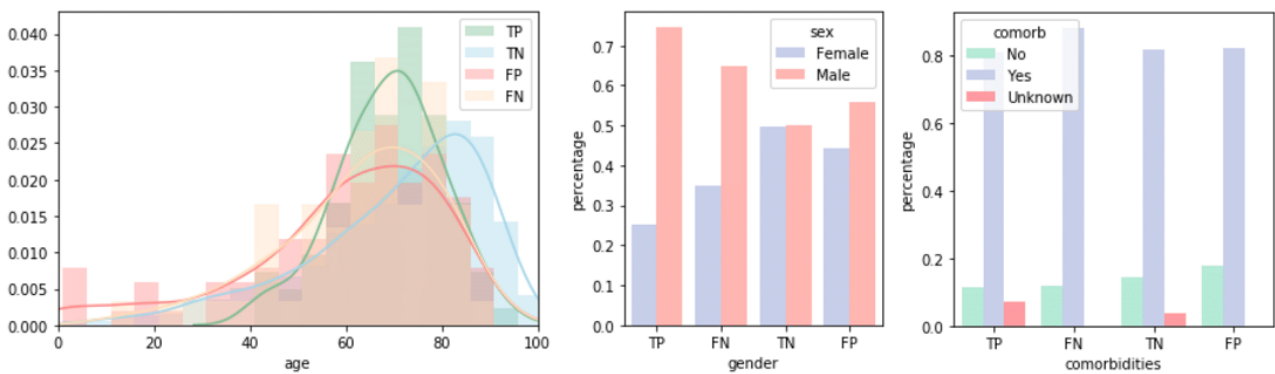 0.040
0.035
0.030
0.025
0.020
0.015
0.010
0.005
0.000
0
20
40
60
80
100
age
TP
TN
FP
FN
percentage
0.7
0.6
0.5
0.4
0.3
0.2
0.1
0.0
sex
Female
Male
TP
FN
TN
FP
gender
percentage
0.8
0.6
0.4
0.2
0.0
comorb
No
Yes
Unknown
TP
FN
TN
FP
comorbidities